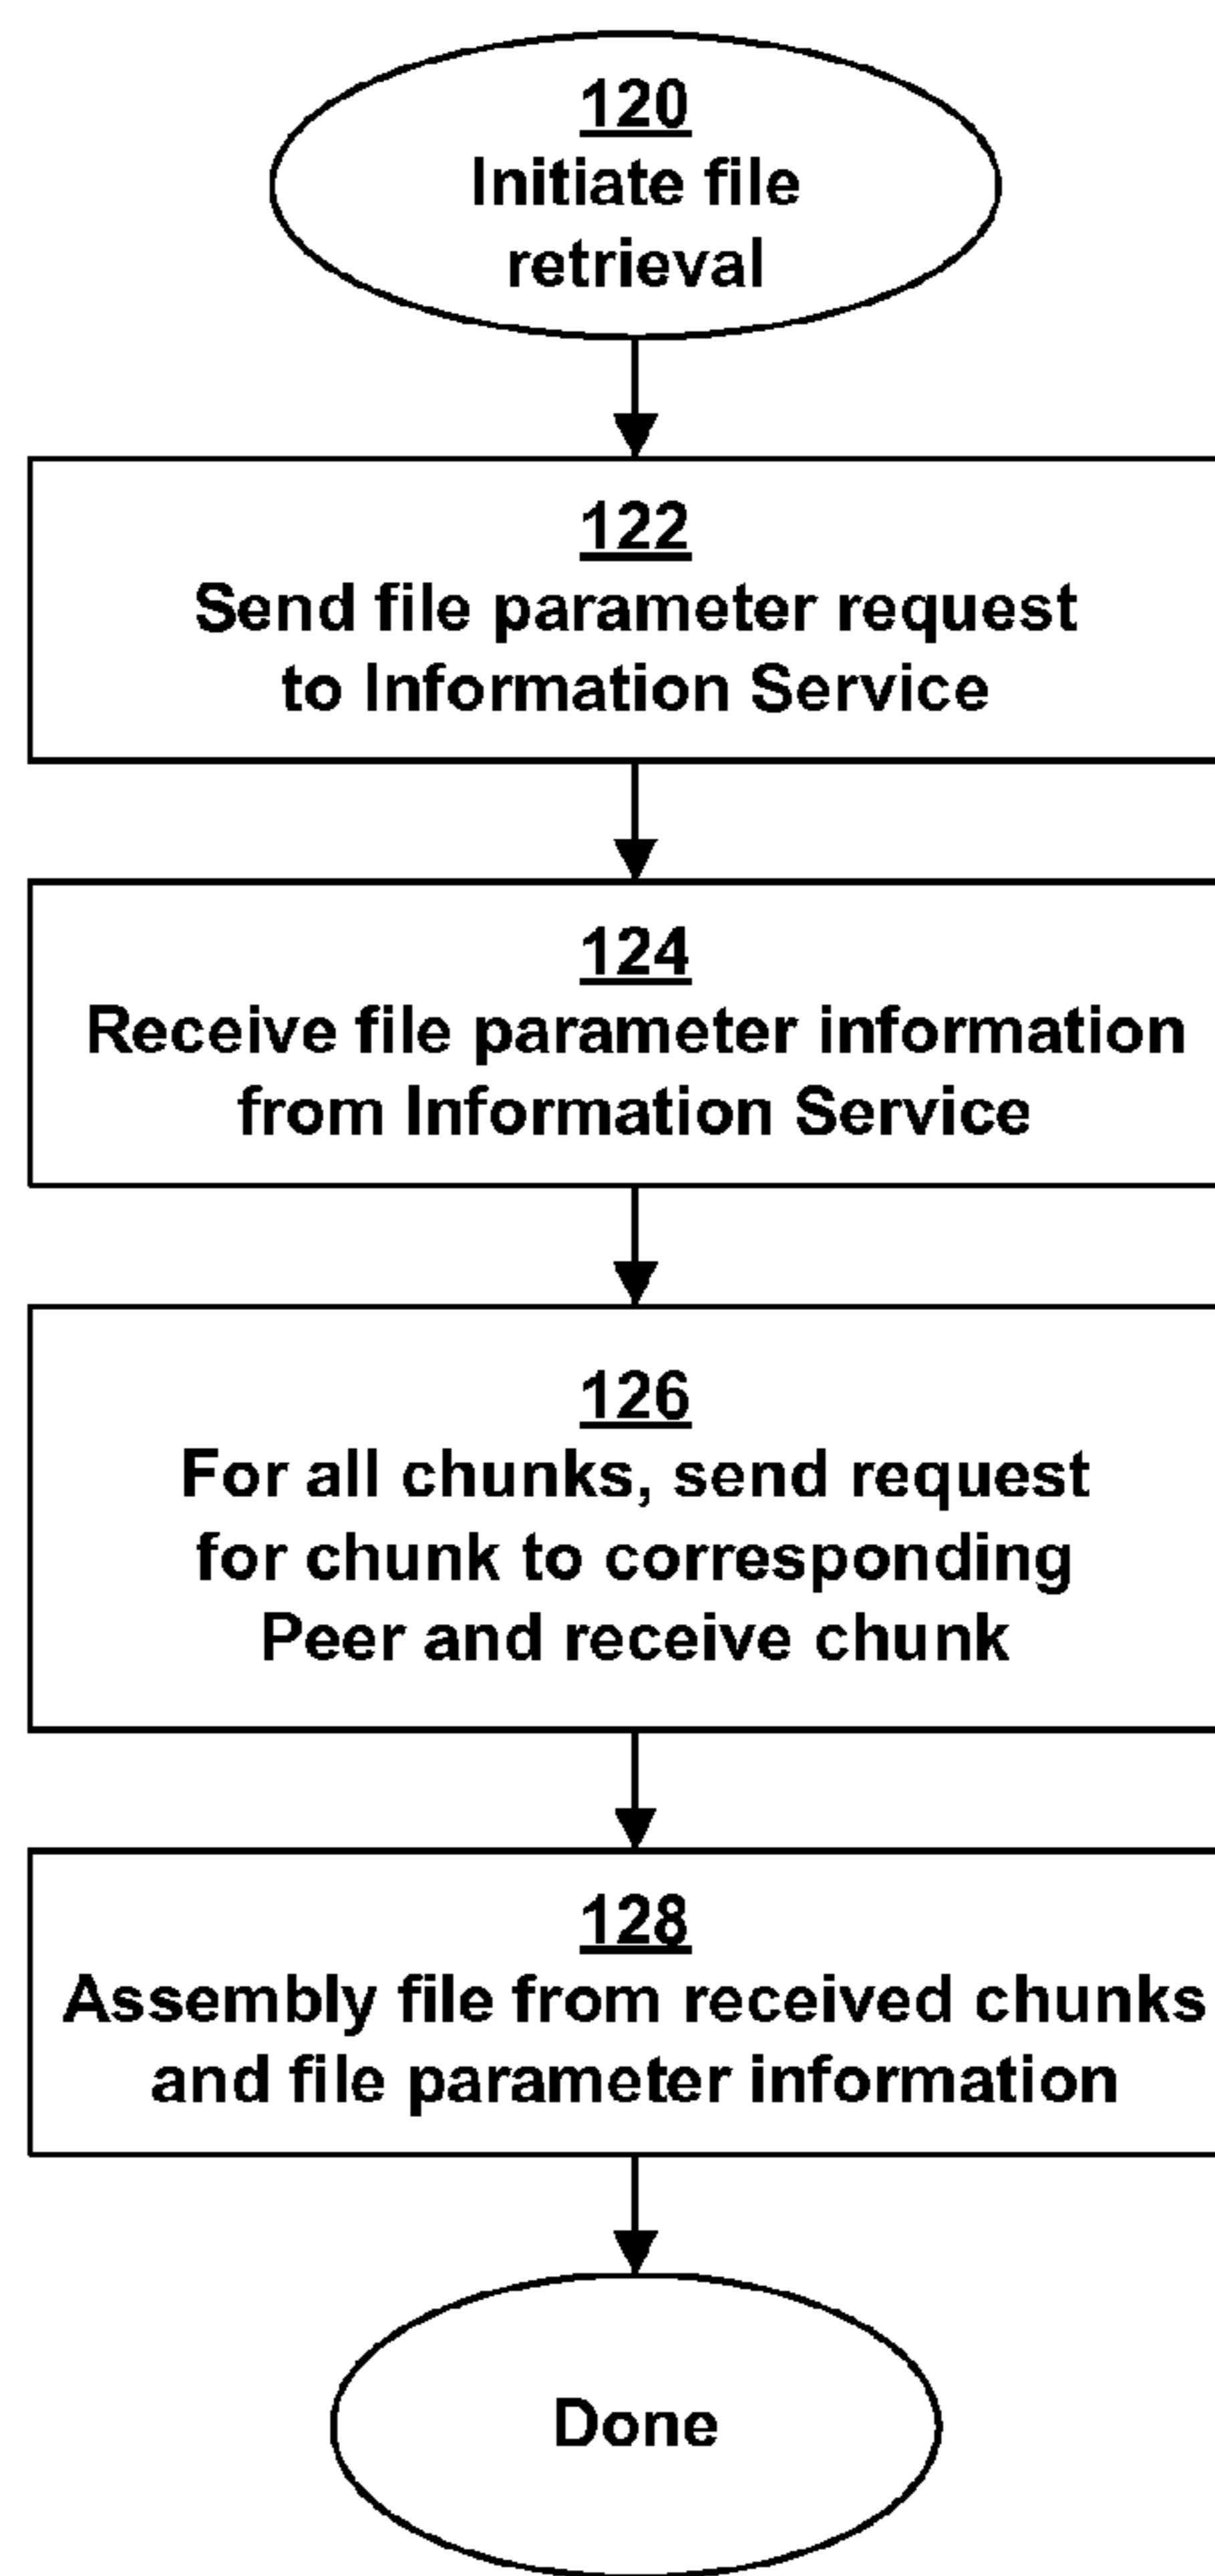 120
Initiate file
retrieval
122
Send file parameter request
to Information Service
124
Receive file parameter information
from Information Service
126
For all chunks, send request
for chunk to corresponding
Peer and receive chunk
128
Assembly file from received chunks
and file parameter information
Done